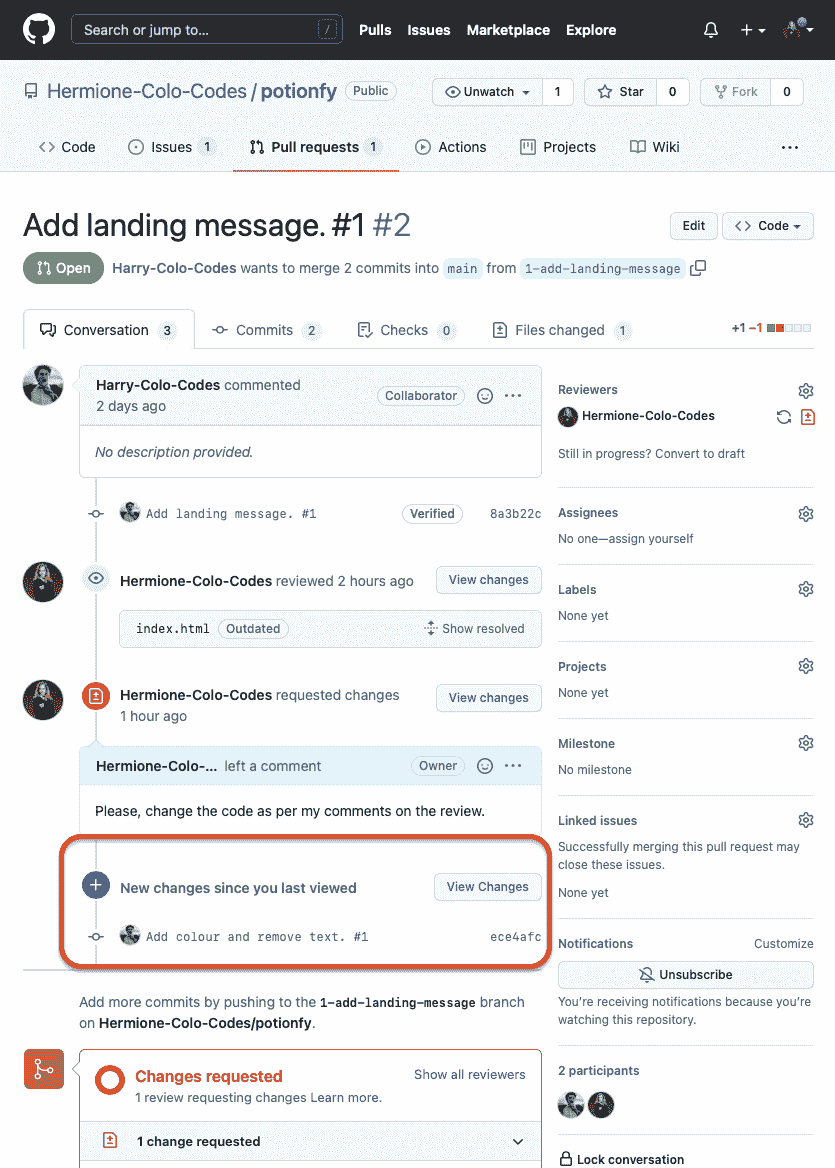 Search or jump to… /
Pulls Issues Marketplace Explore
Hermione-Colo-Codes / potionfy Public
Unwatch 1 Star 0 Fork 0
Code Issues 1 Pull requests 1 Actions Projects Wiki ···
Add landing message. #1 #2
Edit Code
Open Harry-Colo-Codes wants to merge 2 commits into main from 1-add-landing-message
Conversation 3 Commits 2 Checks 0 Files changed 1 +1 −1
Harry-Colo-Codes commented
2 days ago
Collaborator
No description provided.
Add landing message. #1 Verified 8a3b22c
Hermione-Colo-Codes reviewed 2 hours ago View changes
index.html Outdated Show resolved
Hermione-Colo-Codes requested changes
1 hour ago
View changes
Hermione-Colo-... left a comment Owner
Please, change the code as per my comments on the review.
New changes since you last viewed View Changes
Add colour and remove text. #1 ece4afc
Add more commits by pushing to the 1-add-landing-message branch
on Hermione-Colo-Codes/potionfy.
Changes requested Show all reviewers
1 review requesting changes Learn more.
1 change requested
Reviewers
Hermione-Colo-Codes
Still in progress? Convert to draft
Assignees
No one—assign yourself
Labels
None yet
Projects
None yet
Milestone
No milestone
Linked issues
Successfully merging this pull request may
close these issues.
None yet
Notifications Customize
Unsubscribe
You’re receiving notifications because you’re
watching this repository.
2 participants
Lock conversation